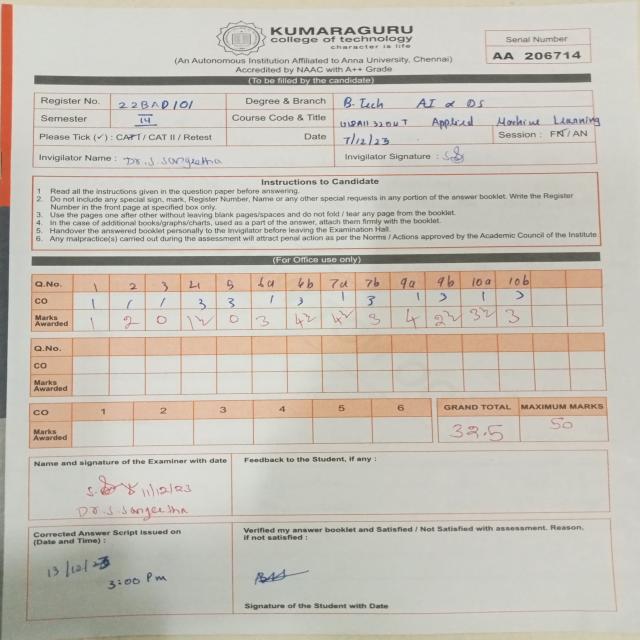 KUMARAGURU
college of technology
character is life
Serial Number
AA 206714
(An Autonomous Institution Affiliated to Anna University, Chennai)
Accredited by NAAC with A++ Grade
(To be filled by the candidate)
Register No. 22BAD101 Degree & Branch B.Tech AI & DS
Semester III Course Code & Title Applied Machine Learning
Please Tick (✓) : CAT I / CAT II / Retest Date 7/12/23 Session : FN / AN
Invigilator Name : Dr.S.Sangeetha Invigilator Signature :
Instructions to Candidate
1 Read all the instructions given in the question paper before answering.
2. Do not include any special sign, mark, Register Number, Name or any other special requests in any portion of the answer booklet. Write the Register
Number in the front page at specified box only.
3. Use the pages one after other without leaving blank pages/spaces and do not fold / tear any page from the booklet.
4. In the case of additional books/graphs/charts, used as a part of the answer, attach them firmly with the booklet.
5. Handover the answered booklet personally to the Invigilator before leaving the Examination Hall.
6. Any malpractice(s) carried out during the assessment will attract penal action as per the Norms / Actions approved by the Academic Council of the Institute
(For Office use only)
Q.No. 1 2 3 4 5 6a 6b 7a 7b 9a 9b 10a 10b
CO 1 1 1 3 3 1 3 1 3 1 3 1 3
Marks Awarded 1 2 0 1½ 0 3 4½ 4½ 3 4 2½ 3½ 3
Q.No.
CO
Marks Awarded
CO 1 2 3 4 5 6 GRAND TOTAL MAXIMUM MARKS
Marks Awarded 32.5 50
Name and signature of the Examiner with date
11/12/23
Dr.S.Sangeetha
Feedback to the Student, if any :
Corrected Answer Script Issued on
(Date and Time) :
13/12/23
3:00 Pm
Verified my answer booklet and Satisfied / Not Satisfied with assessment. Reason,
if not satisfied :
Signature of the Student with Date